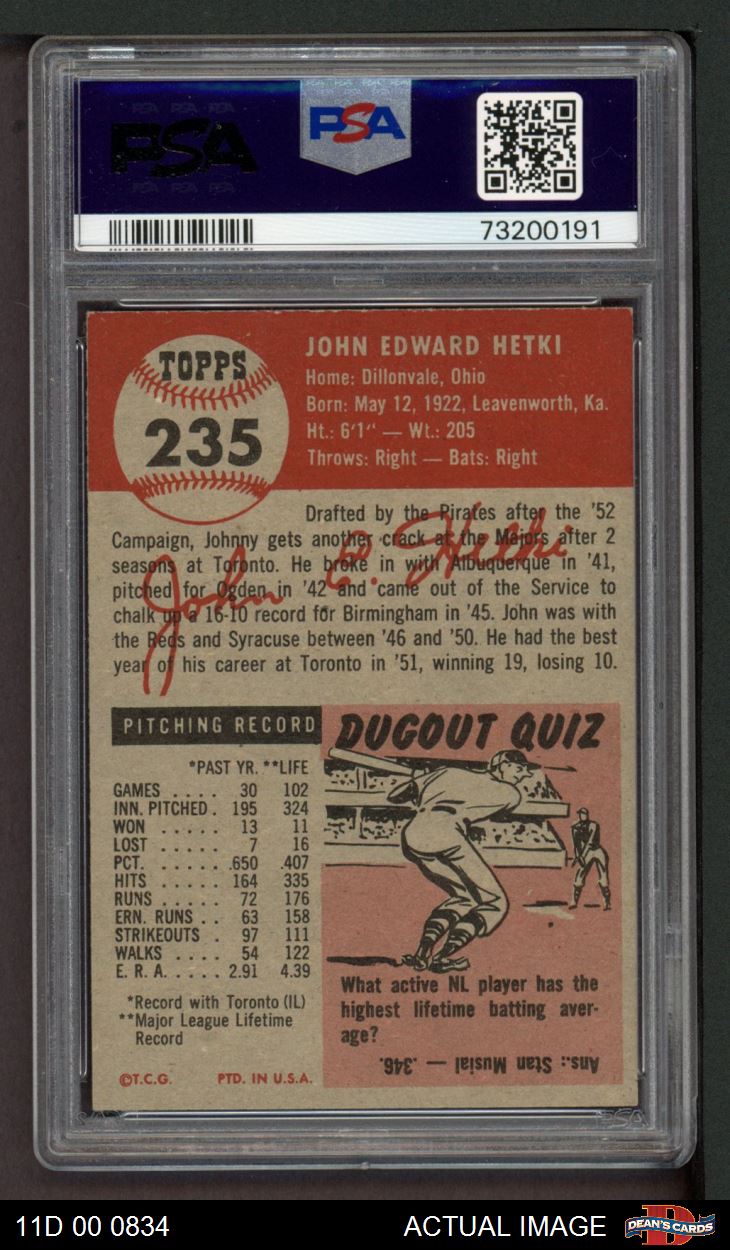 PSA PSA PSA
PSA
PSA PSA PSA
PSA
73200191
TOPPS
235
JOHN EDWARD HETKI
Home: Dillonvale, Ohio
Born: May 12, 1922, Leavenworth, Ka.
Ht.: 6'1" — Wt.: 205
Throws: Right — Bats: Right
Drafted by the Pirates after the '52
Campaign, Johnny gets another crack at the Majors after 2
seasons at Toronto. He broke in with Albuquerque in '41,
pitched for Ogden in '42 and came out of the Service to
chalk up a 16-10 record for Birmingham in '45. John was with
the Reds and Syracuse between '46 and '50. He had the best
year of his career at Toronto in '51, winning 19, losing 10.
John E. Hetki
PITCHING RECORD
*PAST YR. **LIFE
GAMES . . . . 30 102
INN. PITCHED . 195 324
WON . . . . . 13 11
LOST . . . . . 7 16
PCT. . . . . . .650 .407
HITS . . . . . 164 335
RUNS . . . . . 72 176
ERN. RUNS . . 63 158
STRIKEOUTS . 97 111
WALKS . . . . 54 122
E. R. A. . . . . . 2.91 4.39
*Record with Toronto (IL)
**Major League Lifetime
Record
©T.C.G. PTD. IN U.S.A.
DUGOUT QUIZ
What active NL player has the
highest lifetime batting aver-
age?
Ans.: Stan Musial — .346.
PSA
11D 00 0834
ACTUAL IMAGE
DEAN'S CARDS